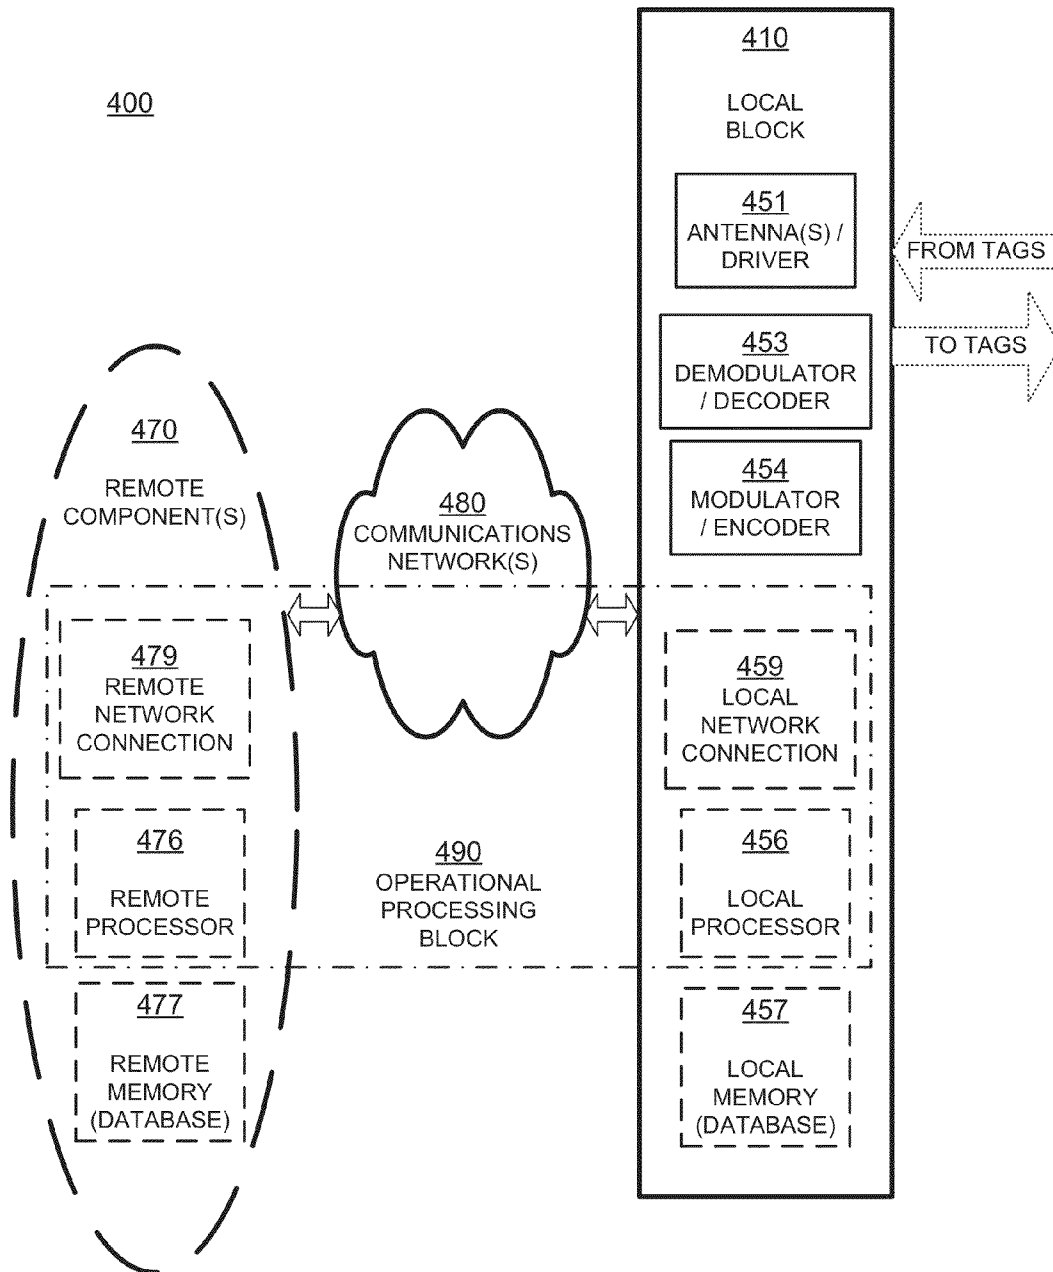 400
410
LOCAL
BLOCK
451
ANTENNA(S) /
DRIVER
FROM TAGS
453
DEMODULATOR
/ DECODER
TO TAGS
454
MODULATOR
/ ENCODER
470
REMOTE
COMPONENT(S)
480
COMMUNICATIONS
NETWORK(S)
479
REMOTE
NETWORK
CONNECTION
459
LOCAL
NETWORK
CONNECTION
476
REMOTE
PROCESSOR
490
OPERATIONAL
PROCESSING
BLOCK
456
LOCAL
PROCESSOR
477
REMOTE
MEMORY
(DATABASE)
457
LOCAL
MEMORY
(DATABASE)